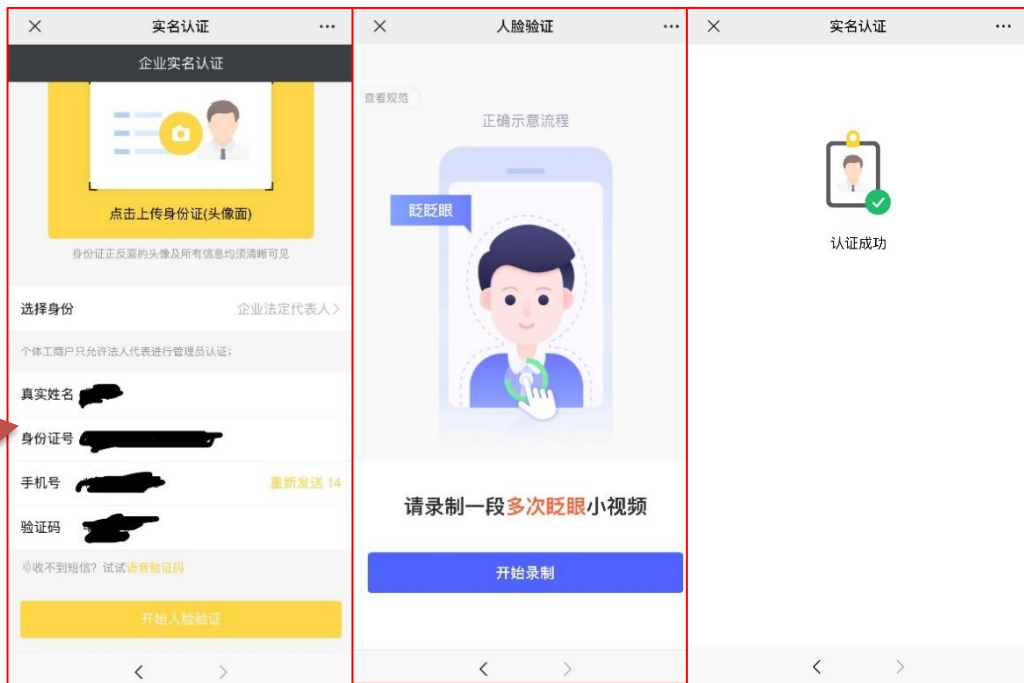 实名认证
企业实名认证
点击上传身份证(头像面)
身份证正反面的头像及所有信息均须清晰可见
选择身份 企业法定代表人>
个体工商户只允许法人代表进行管理员认证;
真实姓名
身份证号
手机号 重新发送 14
验证码
收不到短信? 试试语音验证码
开始人脸验证
人脸验证
查看规范
正确示意流程
眨眨眼
请录制一段多次眨眼小视频
开始录制
实名认证
认证成功